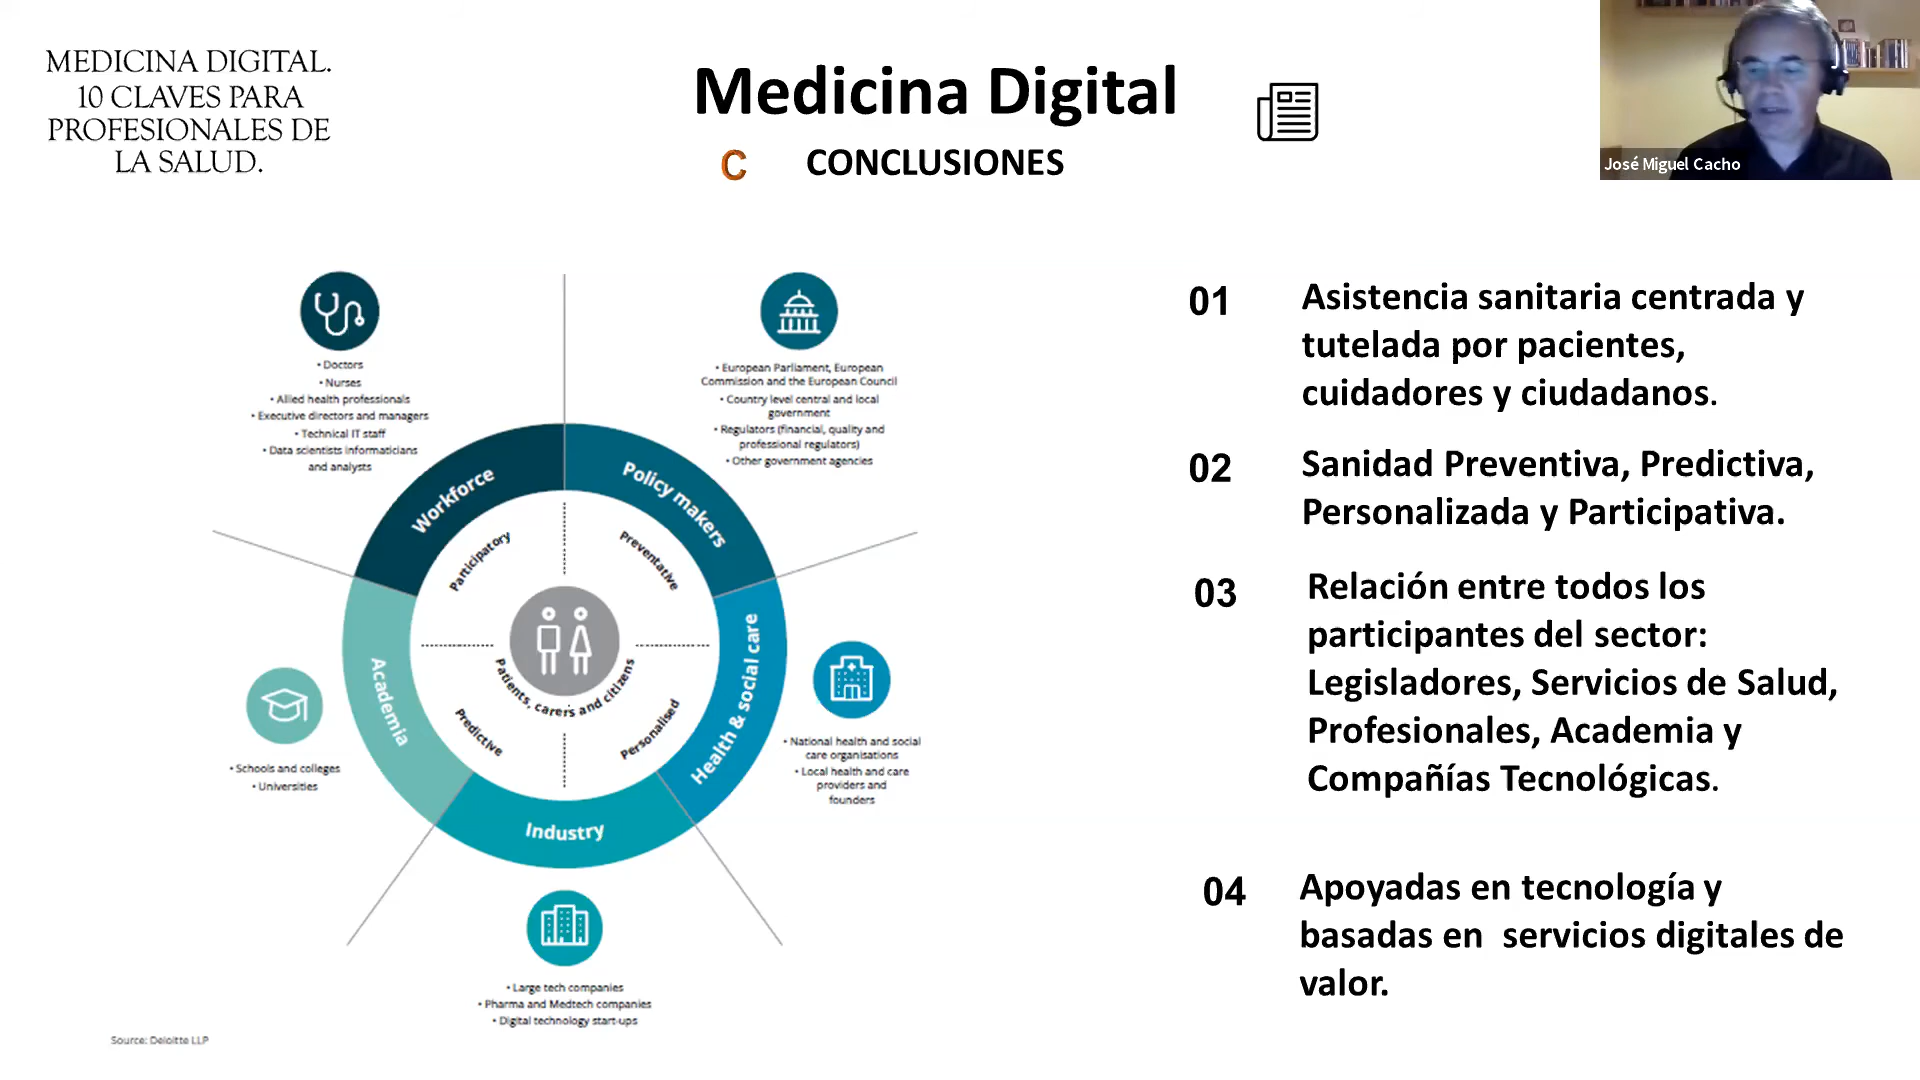 MEDICINA DIGITAL.
10 CLAVES PARA
PROFESIONALES DE
LA SALUD.
Medicina Digital
C CONCLUSIONES
José Miguel Cacho
• Doctors
• Nurses
• Allied health professionals
• Executive directors and managers
• Technical IT staff
• Data scientists informaticians
and analysts
• European Parliament, European
Commission and the European Council
• Country level central and local
government
• Regulators (financial, quality and
professional regulators)
• Other government agencies
Workforce
Policy makers
Participatory
Preventative
Academia
Health & social care
Patients, carers and citizens
Predictive
Personalised
Industry
• Schools and colleges
• Universities
• National health and social
care organisations
• Local health and care
providers and
founders
• Large tech companies
• Pharma and Medtech companies
• Digital technology start-ups
Source: Deloitte LLP
01 Asistencia sanitaria centrada y
tutelada por pacientes,
cuidadores y ciudadanos.
02 Sanidad Preventiva, Predictiva,
Personalizada y Participativa.
03 Relación entre todos los
participantes del sector:
Legisladores, Servicios de Salud,
Profesionales, Academia y
Compañías Tecnológicas.
04 Apoyadas en tecnología y
basadas en servicios digitales de
valor.